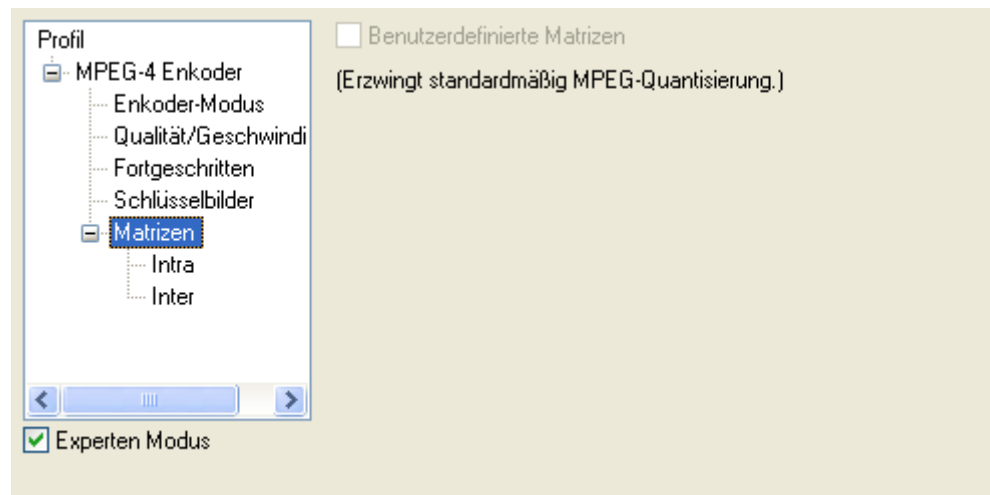 Profil
MPEG-4 Enkoder
Enkoder-Modus
Qualität/Geschwindi
Fortgeschritten
Schlüsselbilder
Matrizen
Intra
Inter
Experten Modus
Benutzerdefinierte Matrizen
(Erzwingt standardmäßig MPEG-Quantisierung.)